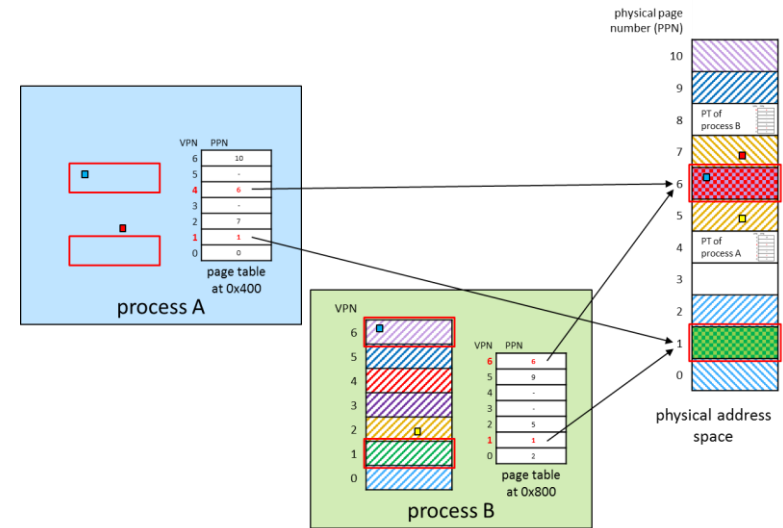 physical page
number (PPN)
10
9
8
PT of
process B
7
6
5
4
PT of
process A
3
2
1
0
physical address
space
VPN PPN
6 10
5 -
4 6
3 -
2 7
1 1
0 0
page table
at 0x400
process A
VPN
6
5
4
3
2
1
0
VPN PPN
6 6
5 9
4 -
3 -
2 5
1 1
0 2
page table
at 0x800
process B